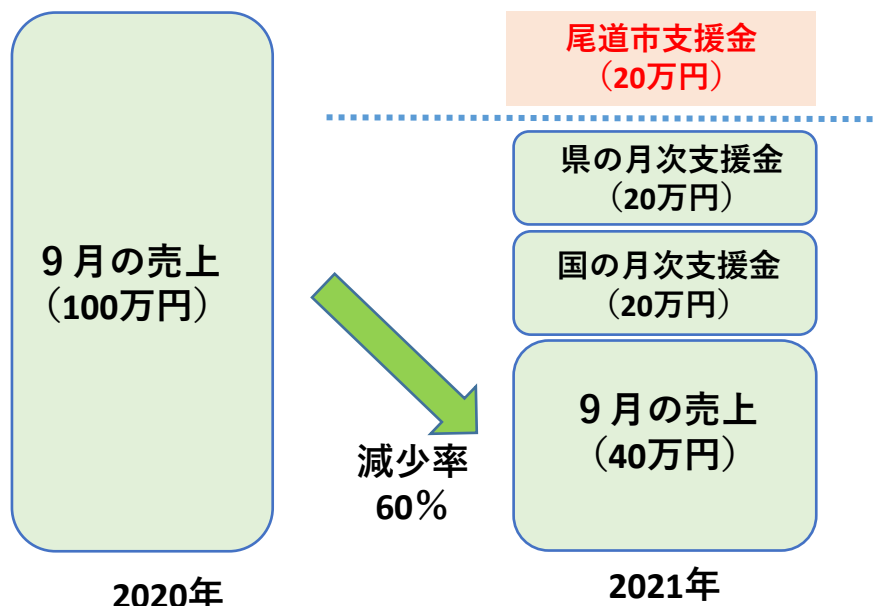 9月の売上
（100万円）
2020年
減少率
60％
尾道市支援金
（20万円）
県の月次支援金
（20万円）
国の月次支援金
（20万円）
9月の売上
（40万円）
2021年